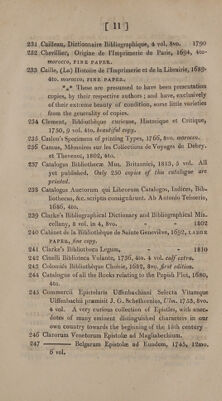 [ 11 ]
231 Cailleau, Dictionnaire Bibliographique, 4 vol. 8vo. 1790
232 Chevillier, Origine de l'Imprimerie de Paris, 1694, 4to.
morocco, FINE PAPER.
233 Caille, (La) Histoire de l'Imprimerie et de la Librairie, 1689.
4to. morocco, FINE PAPER.
*** These are presumed to have been presentation
copies, by their respective authors; and have, exclusively
of their extreme beauty of condition, some little varieties
from the generality of copies.
234 Clement, Bibliothéque curieuse, Historique et Critique,
1750, 9 vol. 4to. beautiful copy.
235 Caslon's Specimens of printing Types, 1766, 8vo. morocco.
236 Camus, Mémoires sur les Collections de Voyages de Debry.
et Thevenot, 1802, 4to.
237 Catalogus Bibliothecæ Mus. Britannici, 1813, 5 vol. All
yet published. Only 250 copies of this catalogue are
printed.
238 Catalogus Auctorum qui Librorum Catalogos, Indices, Bib-
liothecas, &c. scriptis consignârunt. Ab Antonio Teisserio,
1686, 4to.
239 Clarke's Bibliographical Dictionary and Bibliographical Mis-
cellany, 8 vol. in 4, 8vo. 1802
240 Cabinet de la Bibliothéque de Sainte Genevieve, 1692, LARGE
PAPER, fine copy.
241 Clarke's Bibliotheca Legum, 1810
242 Cinelli Biblioteca Volante, 1736, 4to. 4 vol. calf extra.
243 Colomiés Bibliothéque Choisie, 1682, 8vo. first edition.
244 Catalogue of all the Books relating to the Popish Plot, 1680,
4to.
245 Commercii Epistolaris Uffenbachiani Selecta Vitamque
Uffenbachii præmisit J. G. Schelhornius, Ulm. 1753, 8vo.
4 vol. A very curious collection of Epistles, with anec-
dotes of many eminent distinguished characters in our
own country towards the beginning of the 18th century
246 Clarorum Venetorum Epistolæ ad Magliabechium.
247 ——— Belgarum Epistolæ ad Eundem, 1745, 12mo.
5 vol.